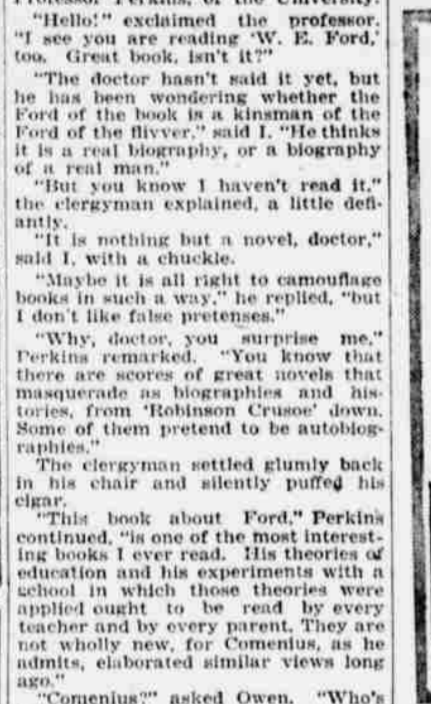 Professor Perkins, of the University.
"Hello!" exclaimed the professor.
"I see you are reading 'W. E. Ford,'
too. Great book, isn't it?"
"The doctor hasn't said it yet, but
he has been wondering whether the
Ford of the book is a kinsman of the
Ford of the flivver," said I. "He thinks
it is a real biography, or a biography
of a real man."
"But you know I haven't read it,"
the clergyman explained, a little defi-
antly.
"It is nothing but a novel, doctor,"
said I, with a chuckle.
"Maybe it is all right to camouflage
books in such a way," he replied, "but
I don't like false pretenses."
"Why, doctor, you surprise me,"
Perkins remarked. "You know that
there are scores of great novels that
masquerade as biographies and his-
tories, from 'Robinson Crusoe' down.
Some of them pretend to be autobiog-
raphies."
The clergyman settled glumly back
in his chair and silently puffed his
cigar.
"This book about Ford," Perkins
continued, "is one of the most interest-
ing books I ever read. His theories of
education and his experiments with a
school in which those theories were
applied ought to be read by every
teacher and by every parent. They are
not wholly new, for Comenius, as he
admits, elaborated similar views long
ago."
"Comenius?" asked Owen. "Who's